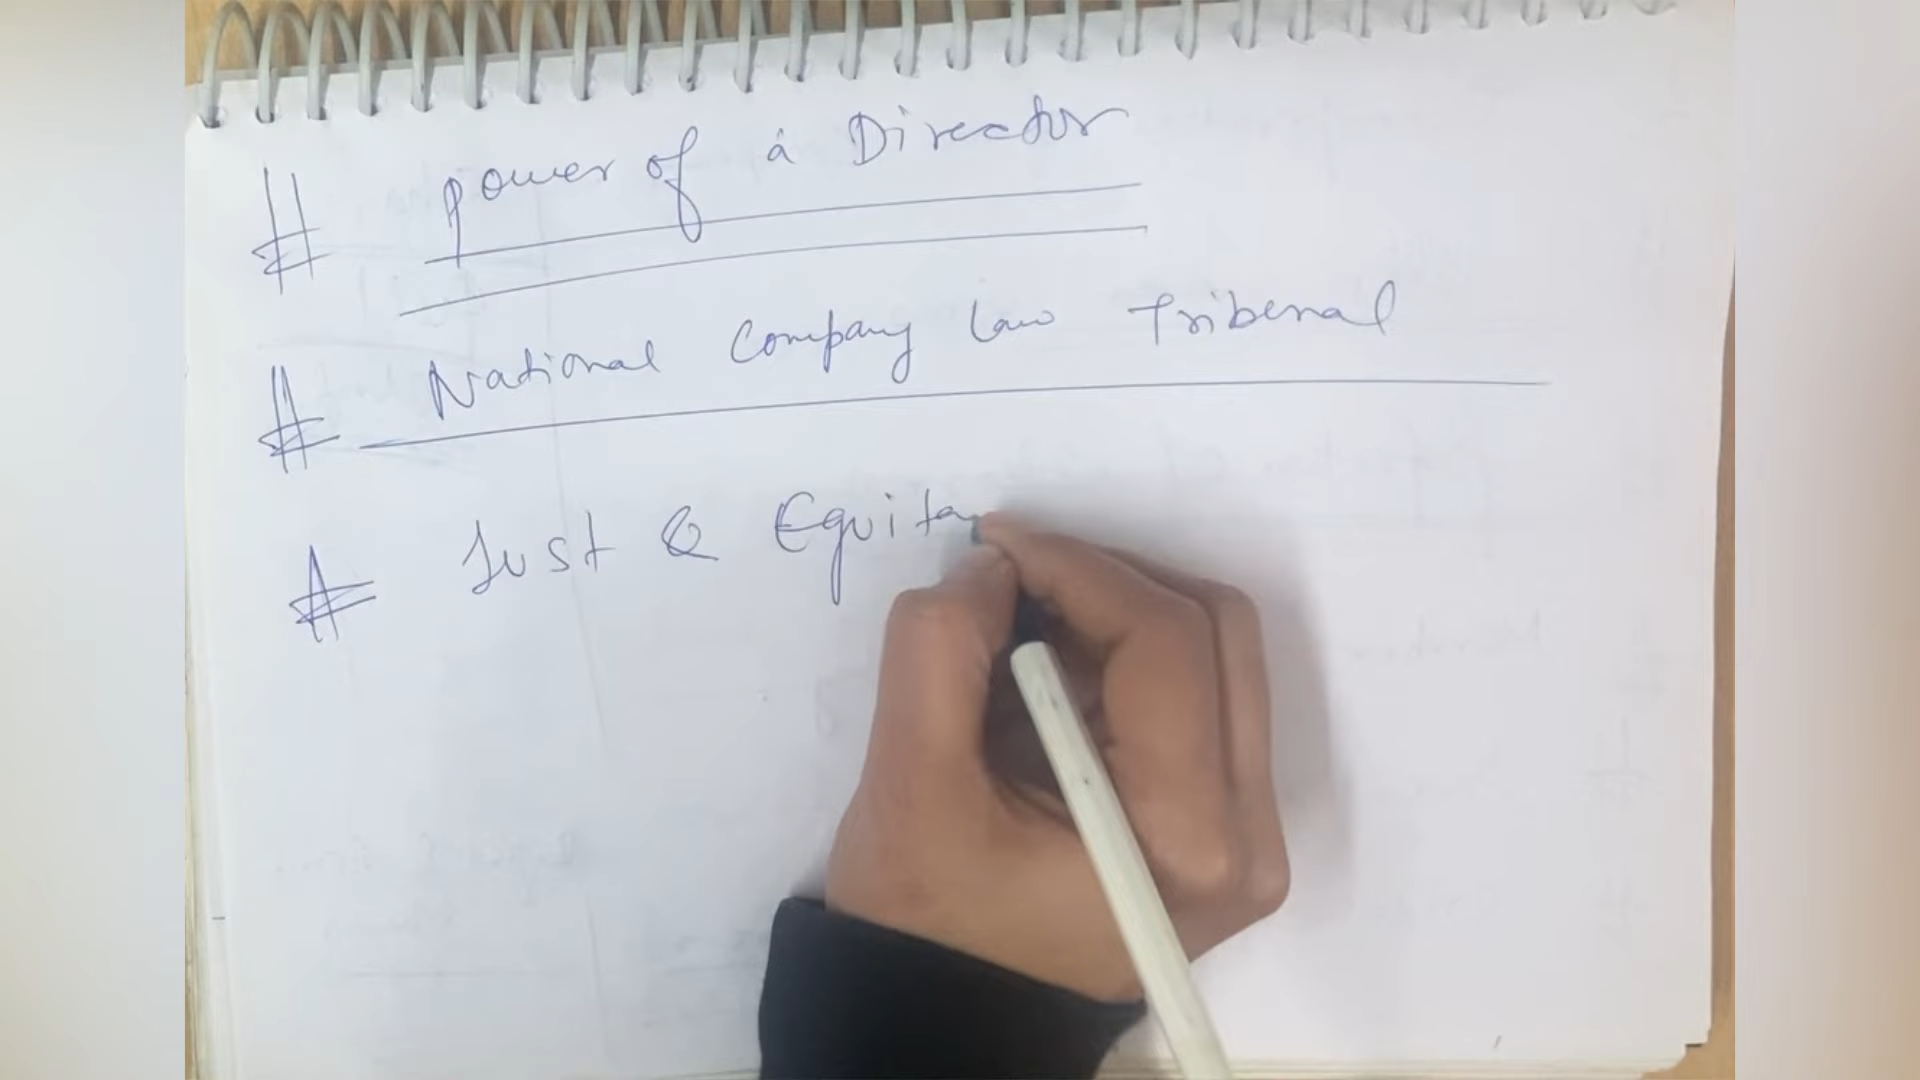 # power of a Director
# National Company Law Tribenal
# Just & Equita